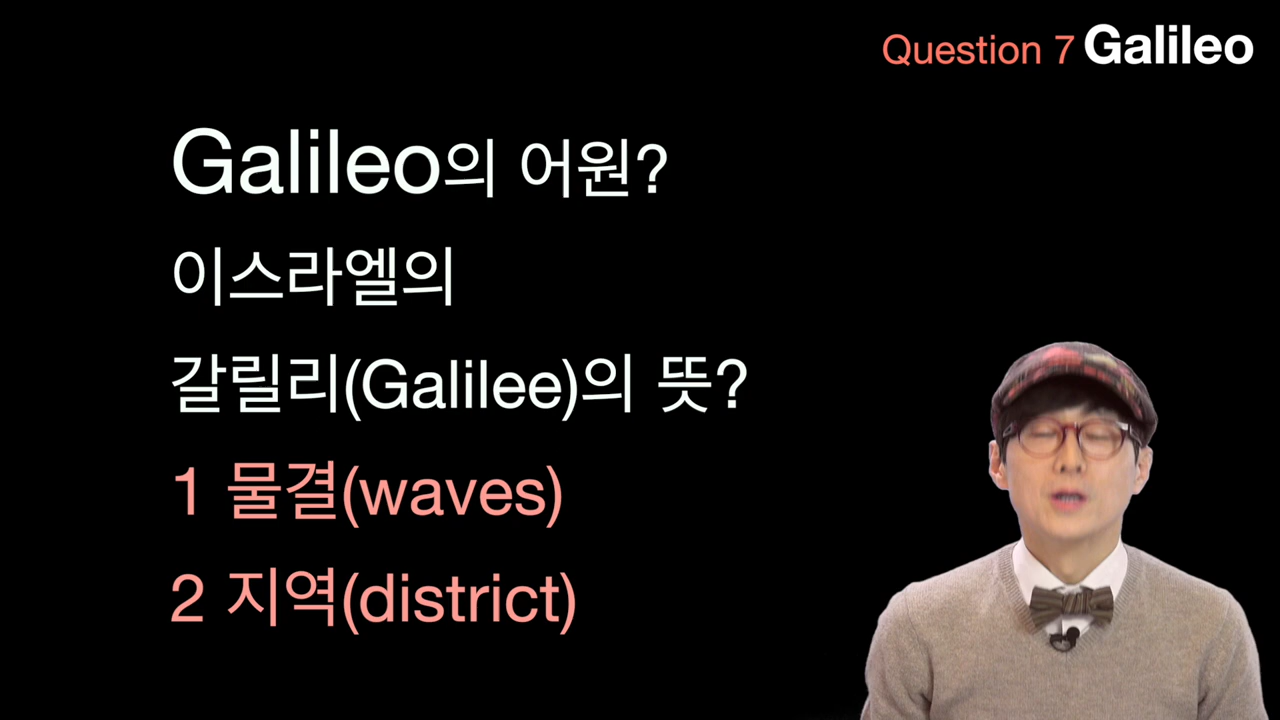 Question 7 Galileo
Galileo의 어원?
이스라엘의
갈릴리(Galilee)의 뜻?
1 물결(waves)
2 지역(district)